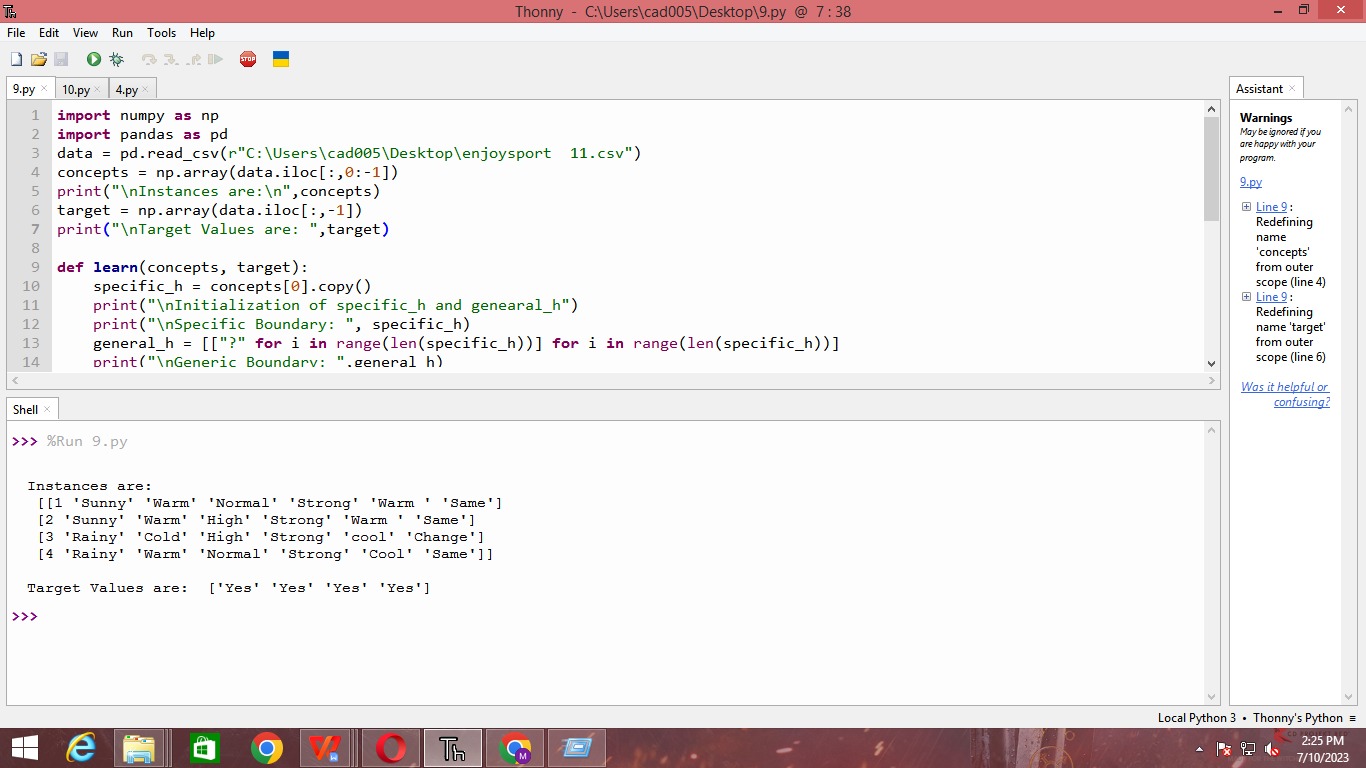 Thonny - C:\Users\cad005\Desktop\9.py @ 7 : 38
File Edit View Run Tools Help
STOP
9.py 10.py 4.py
1 import numpy as np
2 import pandas as pd
3 data = pd.read_csv(r"C:\Users\cad005\Desktop\enjoysport  11.csv")
4 concepts = np.array(data.iloc[:,0:-1])
5 print("\nInstances are:\n",concepts)
6 target = np.array(data.iloc[:,-1])
7 print("\nTarget Values are: ",target)
8
9 def learn(concepts, target):
10     specific_h = concepts[0].copy()
11     print("\nInitialization of specific_h and genearal_h")
12     print("\nSpecific Boundary: ", specific_h)
13     general_h = [["?" for i in range(len(specific_h))] for i in range(len(specific_h))]
14     print("\nGeneric Boundary: ",general_h)
Shell
>>> %Run 9.py
Instances are:
[[1 'Sunny' 'Warm' 'Normal' 'Strong' 'Warm ' 'Same']
[2 'Sunny' 'Warm' 'High' 'Strong' 'Warm ' 'Same']
[3 'Rainy' 'Cold' 'High' 'Strong' 'cool' 'Change']
[4 'Rainy' 'Warm' 'Normal' 'Strong' 'Cool' 'Same']]
Target Values are:  ['Yes' 'Yes' 'Yes' 'Yes']
>>>
Assistant
Warnings
May be ignored if you
are happy with your
program.
9.py
Line 9 :
Redefining
name
'concepts'
from outer
scope (line 4)
Line 9 :
Redefining
name 'target'
from outer
scope (line 6)
Was it helpful or
confusing?
Local Python 3 • Thonny's Python ≡
Th
M
2:25 PM
7/10/2023